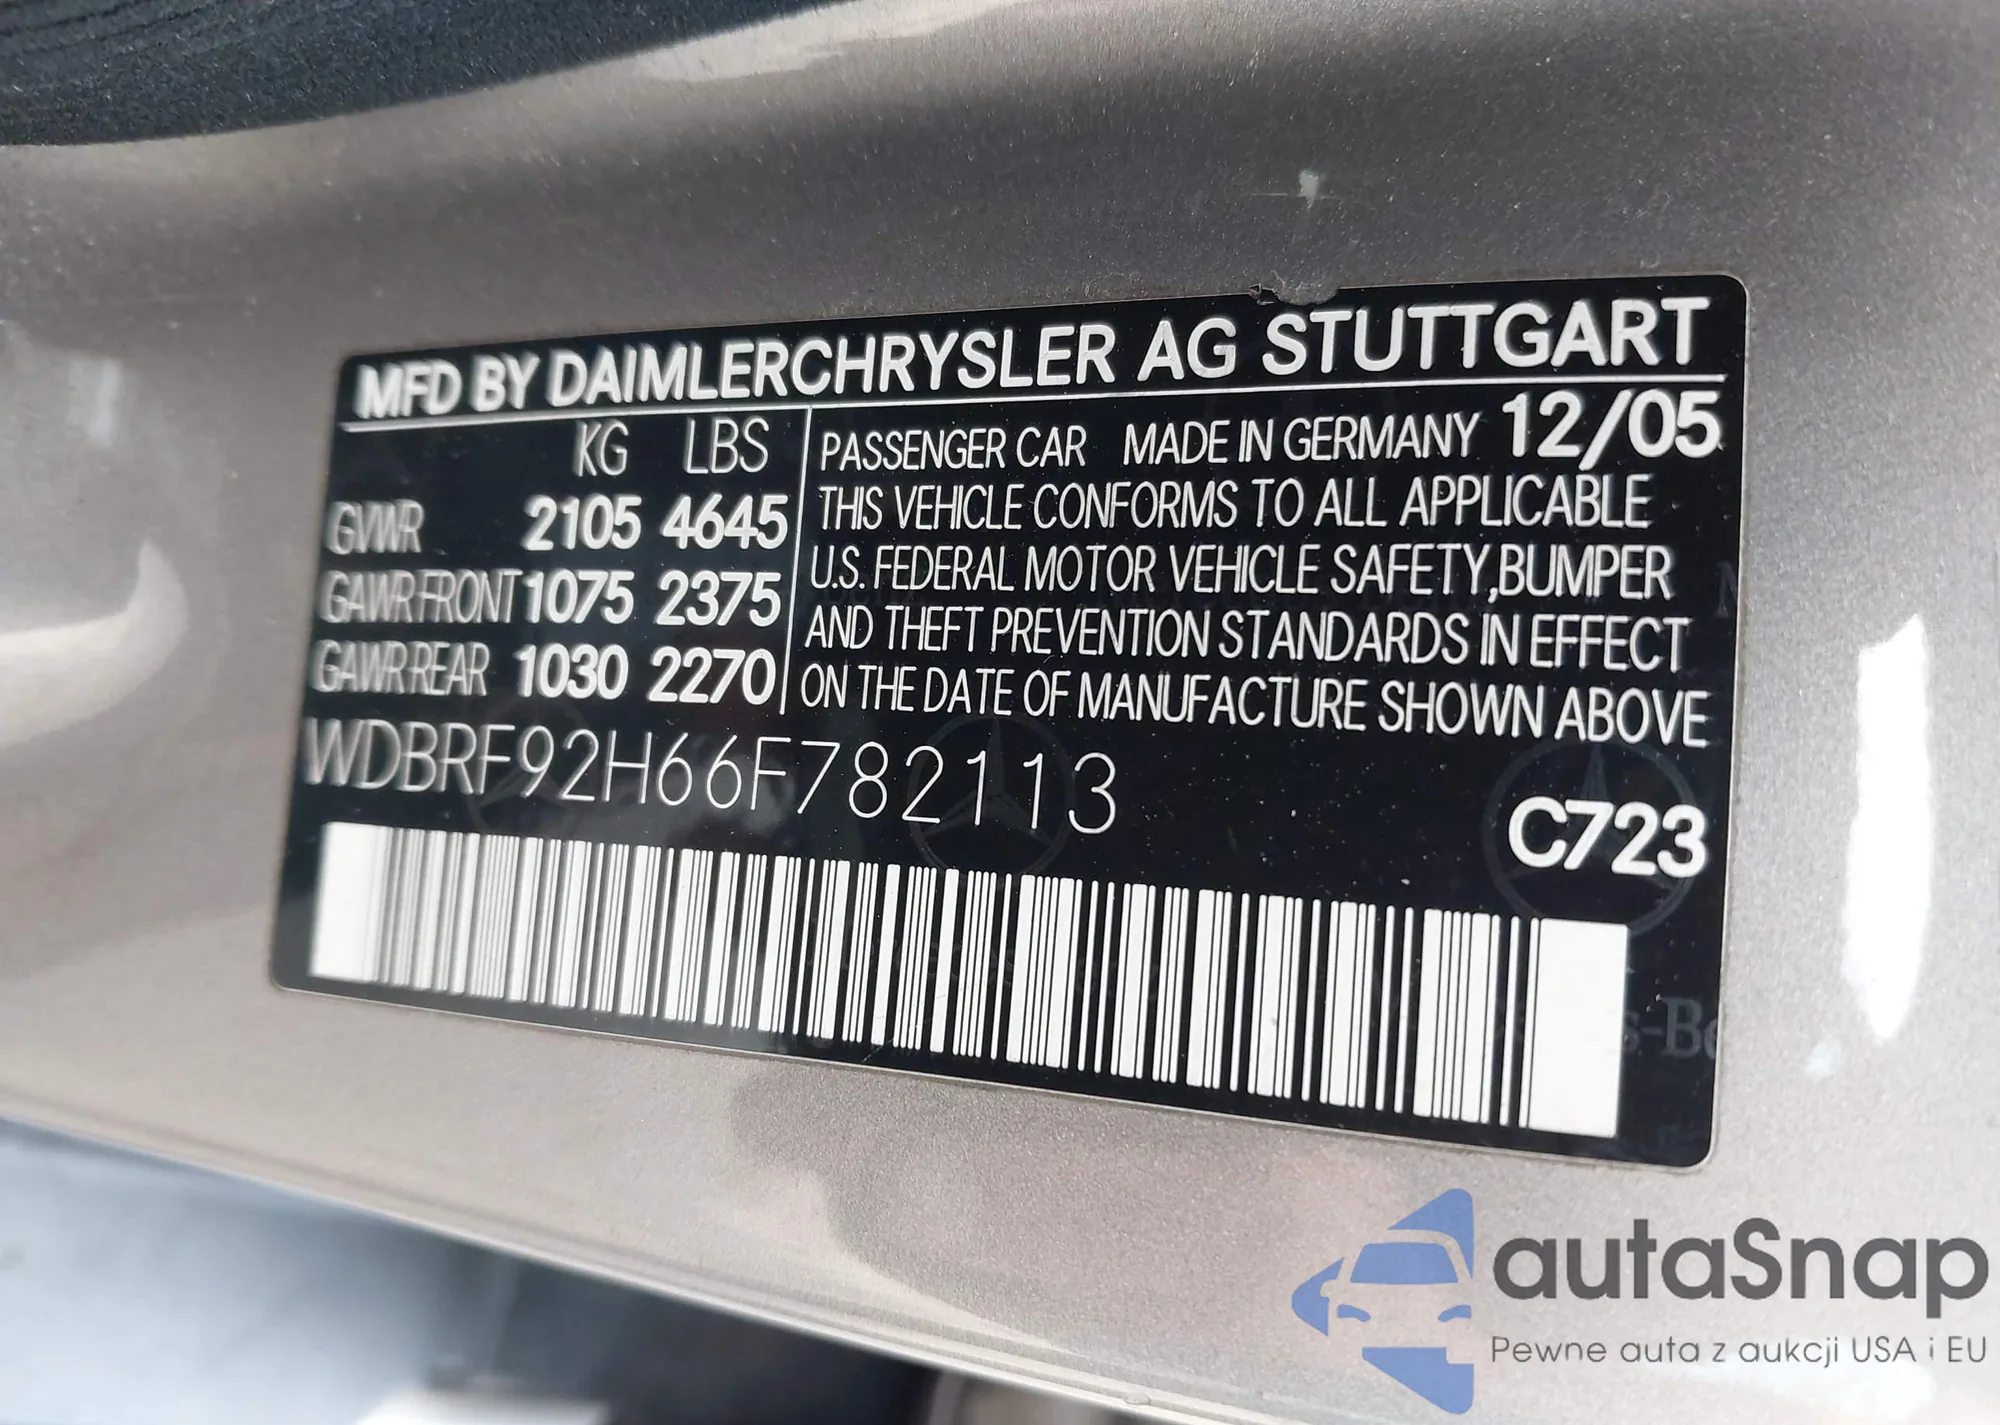 MFD BY DAIMLERCHRYSLER AG STUTTGART
KG LBS
GVWR 2105 4645
GAWR FRONT 1075 2375
GAWR REAR 1030 2270
PASSENGER CAR MADE IN GERMANY 12/05
THIS VEHICLE CONFORMS TO ALL APPLICABLE
U.S. FEDERAL MOTOR VEHICLE SAFETY,BUMPER
AND THEFT PREVENTION STANDARDS IN EFFECT
ON THE DATE OF MANUFACTURE SHOWN ABOVE
WDBRF92H66F782113
C723
autaSnap
Pewne auta z aukcji USA i EU